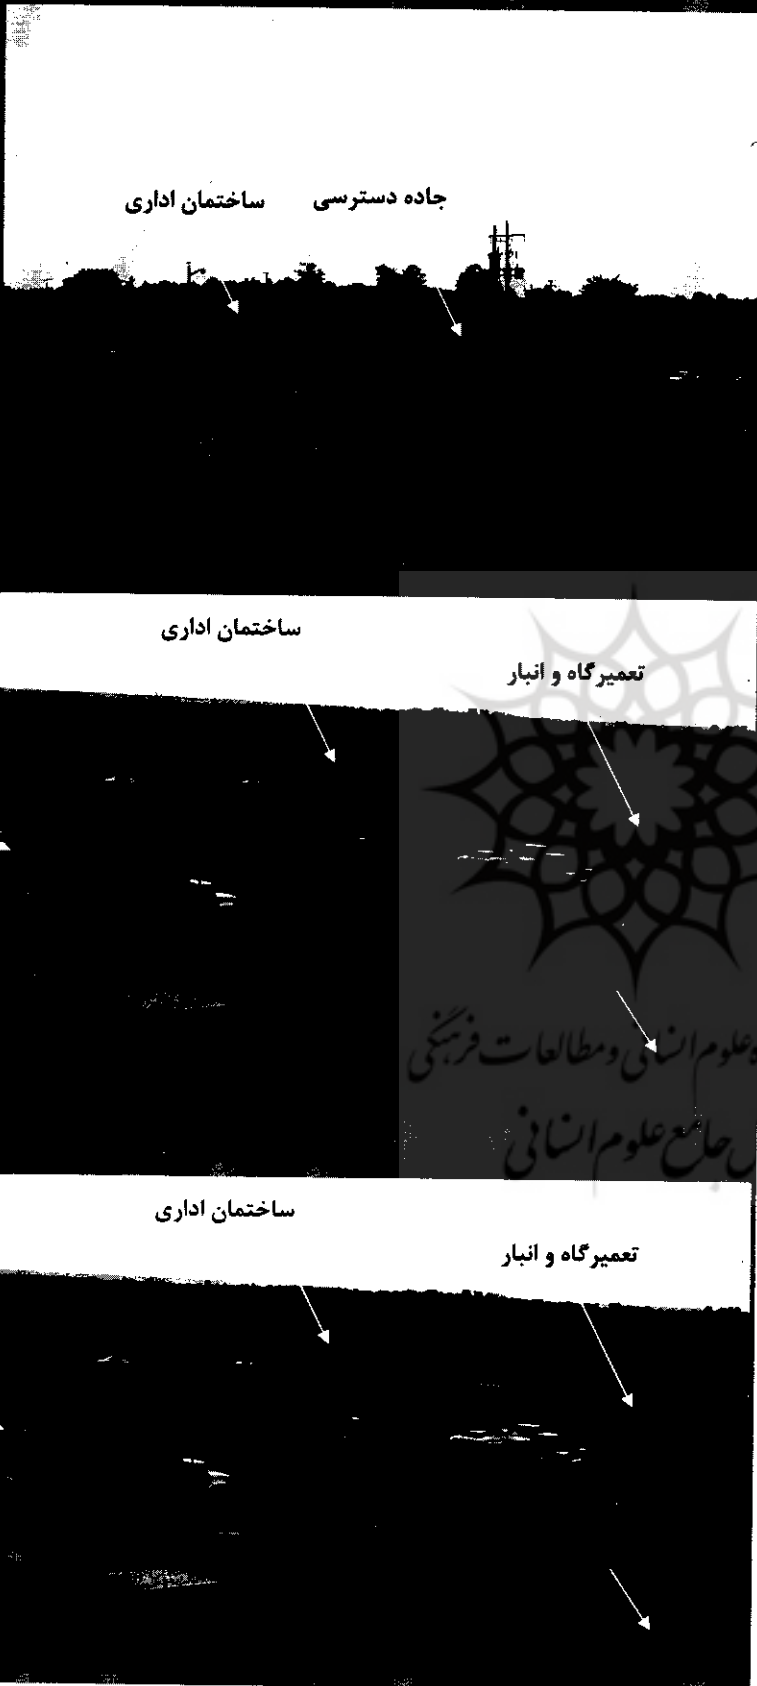 جاده دسترسی
ساختمان اداری
ساختمان اداری
تعمیرگاه و انبار
علوم انسانی و مطالعات فرهنگی
جامع علوم انسانی
ساختمان اداری
تعمیرگاه و انبار